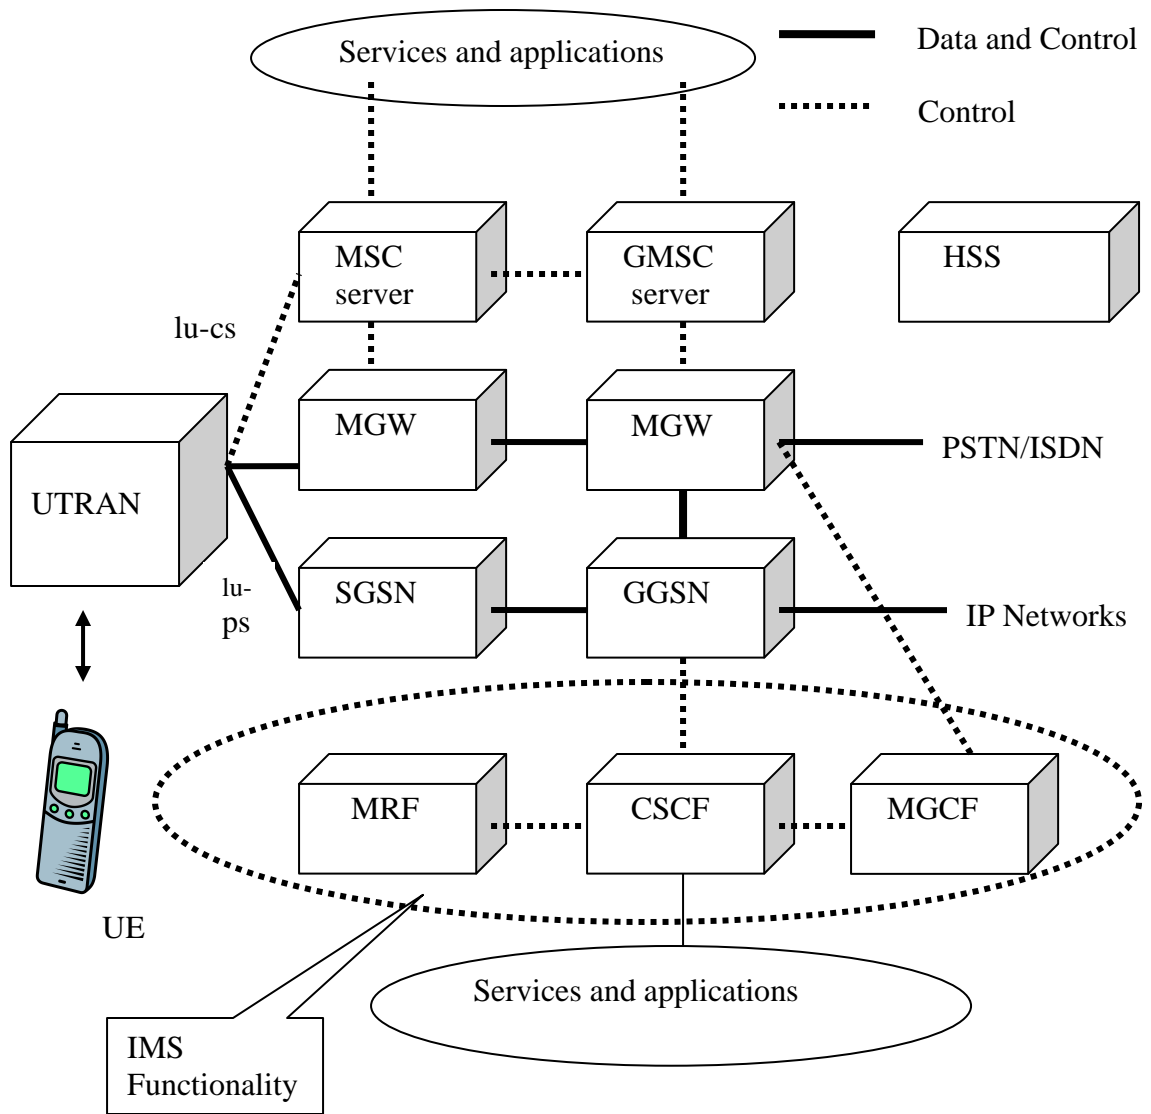 Services and applications
Data and Control
Control
MSC
server
GMSC
server
HSS
lu-cs
MGW
MGW
PSTN/ISDN
UTRAN
lu-
ps
SGSN
GGSN
IP Networks
MRF
CSCF
MGCF
UE
Services and applications
IMS
Functionality